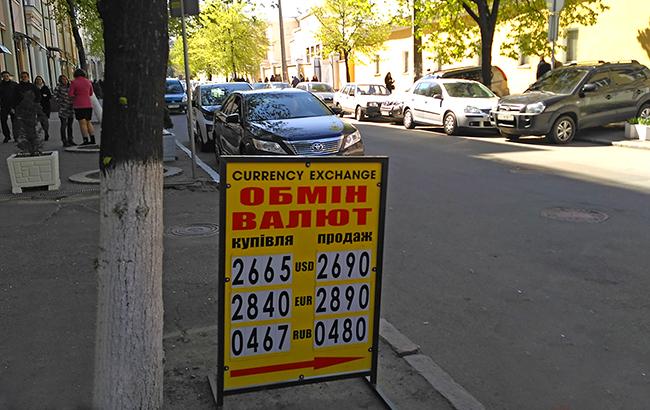 CURRENCY EXCHANGE
ОБМІН
ВАЛЮТ
купівля продаж
2665 USD 2690
2840 EUR 2890
0467 RUB 0480